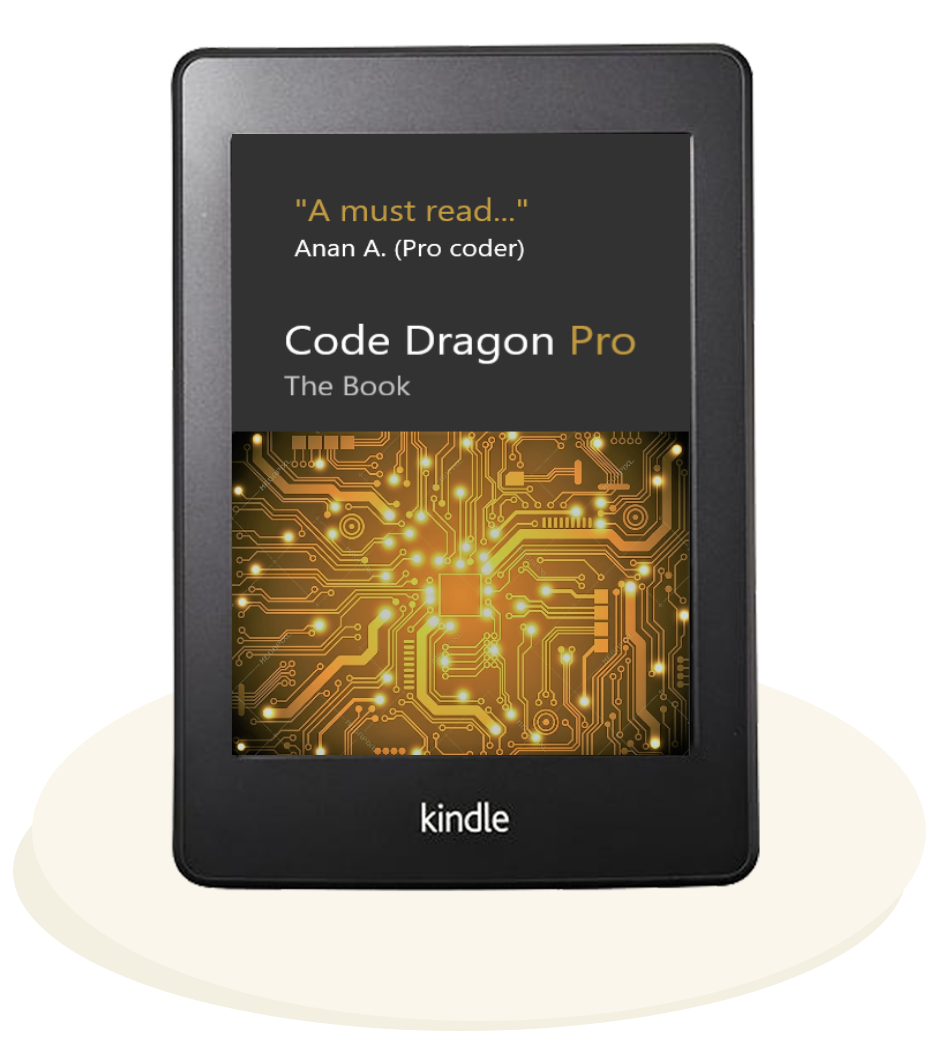 "A must read..."
Anan A. (Pro coder)
Code Dragon Pro
The Book
kindle